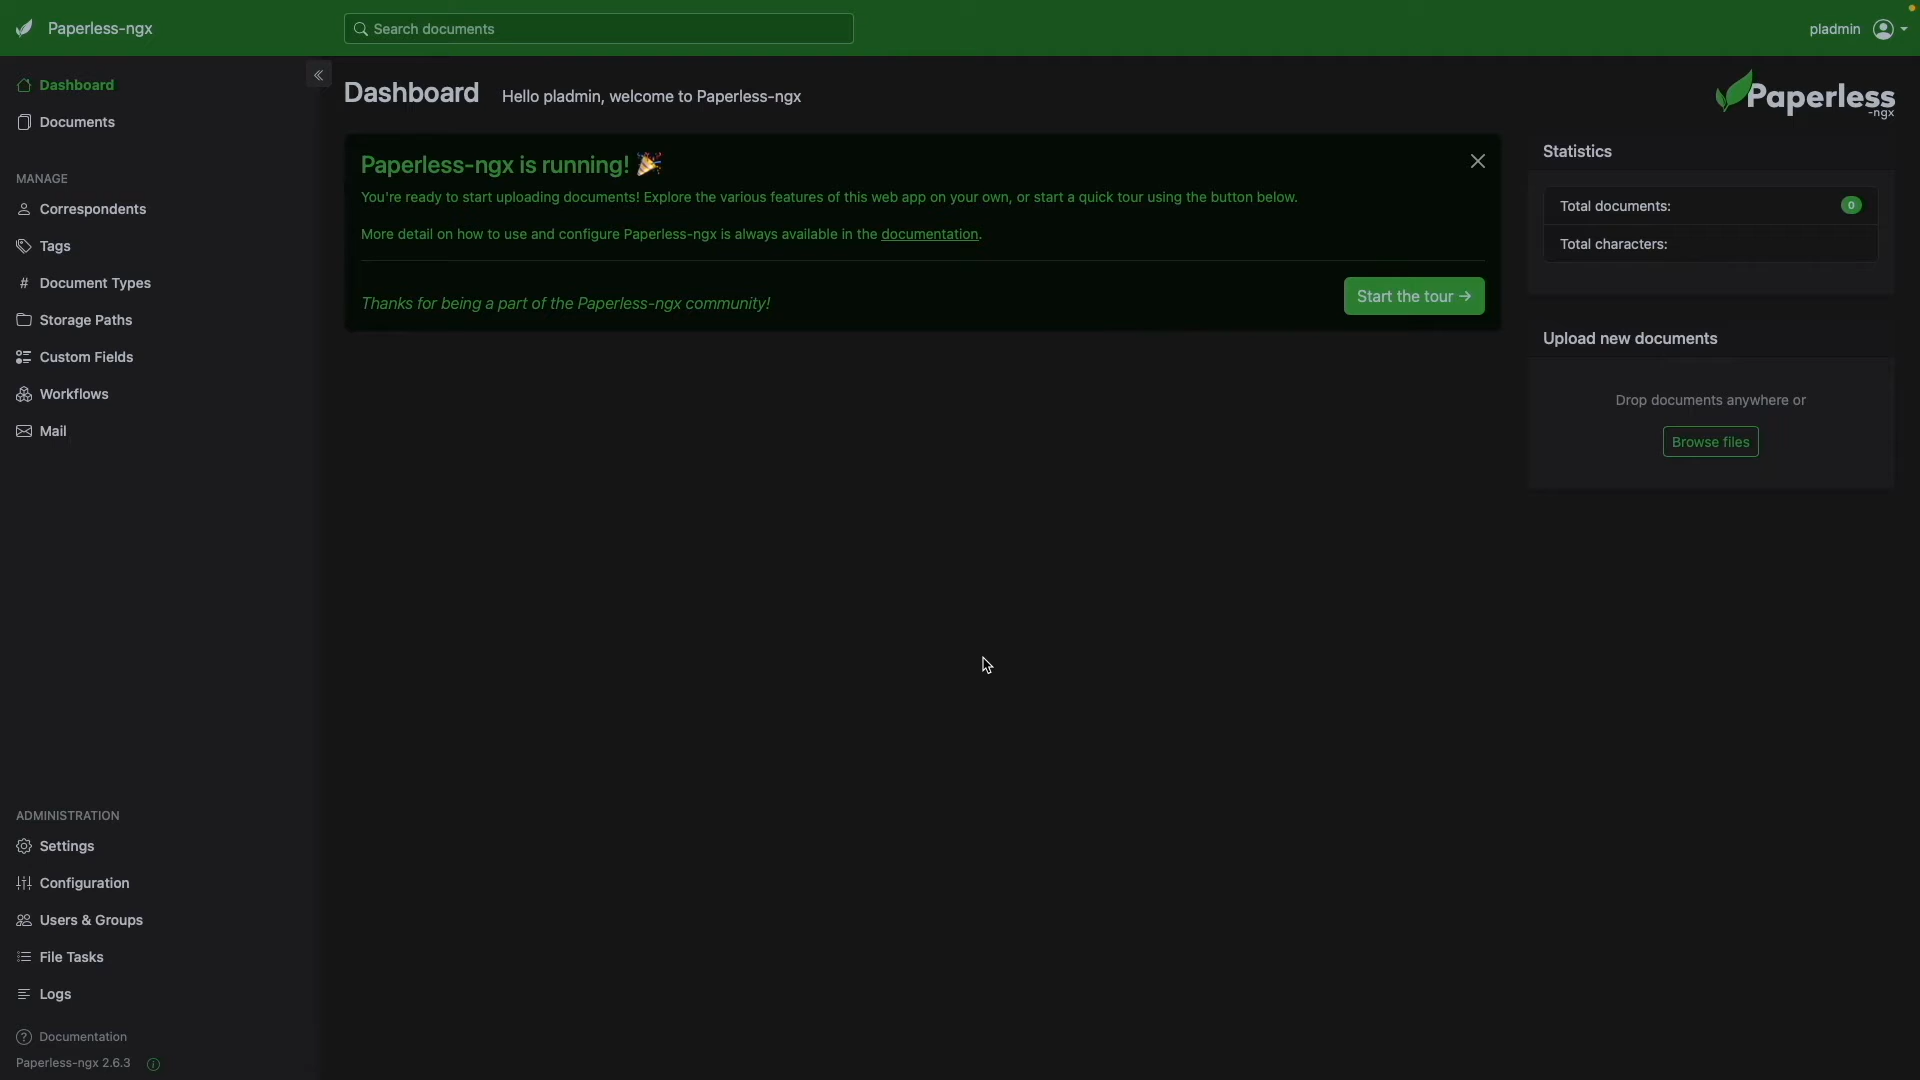 Paperless-ngx
Search documents
pladmin
Dashboard
Documents
MANAGE
Correspondents
Tags
# Document Types
Storage Paths
Custom Fields
Workflows
Mail
ADMINISTRATION
Settings
Configuration
Users & Groups
File Tasks
Logs
? Documentation
Paperless-ngx 2.6.3
Dashboard Hello pladmin, welcome to Paperless-ngx
Paperless-ngx is running! 🎉
You're ready to start uploading documents! Explore the various features of this web app on your own, or start a quick tour using the button below.
More detail on how to use and configure Paperless-ngx is always available in the documentation.
Thanks for being a part of the Paperless-ngx community!
Start the tour →
Paperless
-ngx
Statistics
Total documents: 0
Total characters:
Upload new documents
Drop documents anywhere or
Browse files